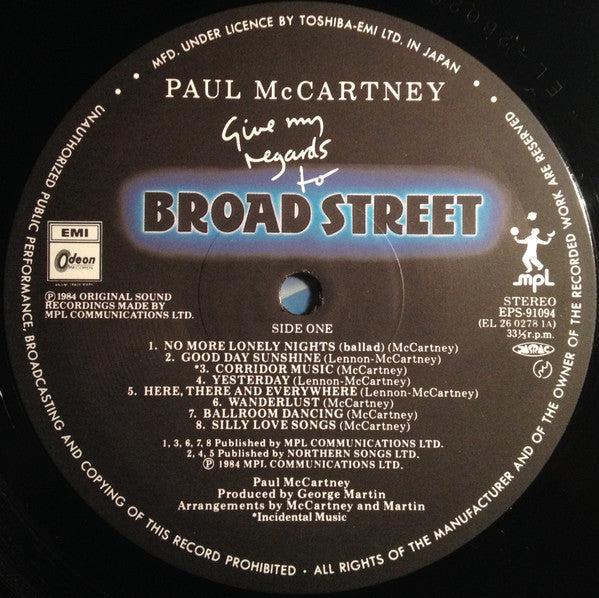 MFD. UNDER LICENCE BY TOSHIBA-EMI LTD. IN JAPAN •
PAUL McCARTNEY
Give my
regards
to
BROAD STREET
EMI
Odeon
mpl
Ⓟ 1984 ORIGINAL SOUND
RECORDINGS MADE BY
MPL COMMUNICATIONS LTD.
SIDE ONE
STEREO
EPS-91094
(EL 26 0278 1A)
33⅓ r.p.m.
1. NO MORE LONELY NIGHTS (ballad) (McCartney)
2. GOOD DAY SUNSHINE (Lennon-McCartney)
*3. CORRIDOR MUSIC (McCartney)
4. YESTERDAY (Lennon-McCartney)
5. HERE, THERE AND EVERYWHERE (Lennon-McCartney)
6. WANDERLUST (McCartney)
7. BALLROOM DANCING (McCartney)
8. SILLY LOVE SONGS (McCartney)
1, 3, 6, 7, 8 Published by MPL COMMUNICATIONS LTD.
2, 4, 5 Published by NORTHERN SONGS LTD.
Ⓟ 1984 MPL COMMUNICATIONS LTD.
Paul McCartney
Produced by George Martin
Arrangements by McCartney and Martin
*Incidental Music
UNAUTHORIZED PUBLIC PERFORMANCE, BROADCASTING AND COPYING OF THIS RECORD PROHIBITED • ALL RIGHTS OF THE MANUFACTURER AND OF THE OWNER OF THE RECORDED WORK ARE RESERVED •